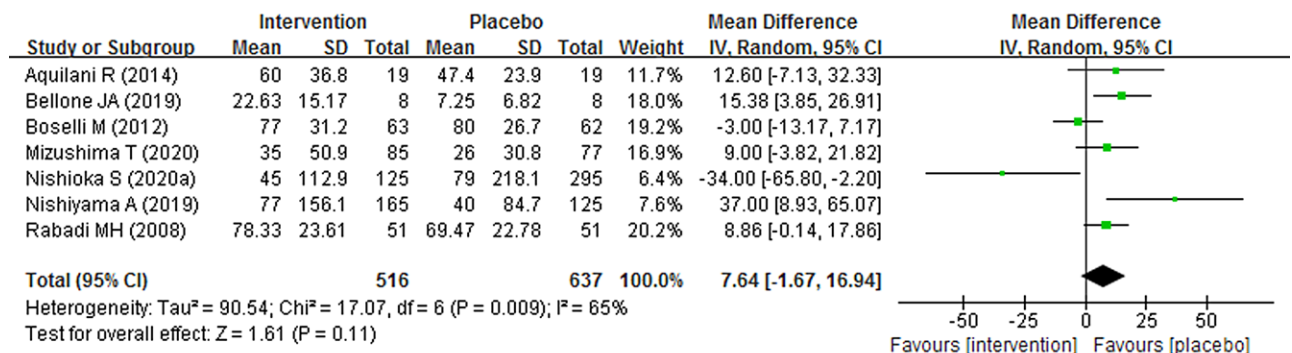 Intervention Placebo Mean Difference Mean Difference
Study or Subgroup Mean SD Total Mean SD Total Weight IV, Random, 95% CI IV, Random, 95% CI
Aquilani R (2014) 60 36.8 19 47.4 23.9 19 11.7% 12.60 [-7.13, 32.33]
Bellone JA (2019) 22.63 15.17 8 7.25 6.82 8 18.0% 15.38 [3.85, 26.91]
Boselli M (2012) 77 31.2 63 80 26.7 62 19.2% -3.00 [-13.17, 7.17]
Mizushima T (2020) 35 50.9 85 26 30.8 77 16.9% 9.00 [-3.82, 21.82]
Nishioka S (2020a) 45 112.9 125 79 218.1 295 6.4% -34.00 [-65.80, -2.20]
Nishiyama A (2019) 77 156.1 165 40 84.7 125 7.6% 37.00 [8.93, 65.07]
Rabadi MH (2008) 78.33 23.61 51 69.47 22.78 51 20.2% 8.86 [-0.14, 17.86]
Total (95% CI) 516 637 100.0% 7.64 [-1.67, 16.94]
Heterogeneity: Tau² = 90.54; Chi² = 17.07, df = 6 (P = 0.009); I² = 65%
Test for overall effect: Z = 1.61 (P = 0.11)
-50 -25 0 25 50
Favours [intervention] Favours [placebo]